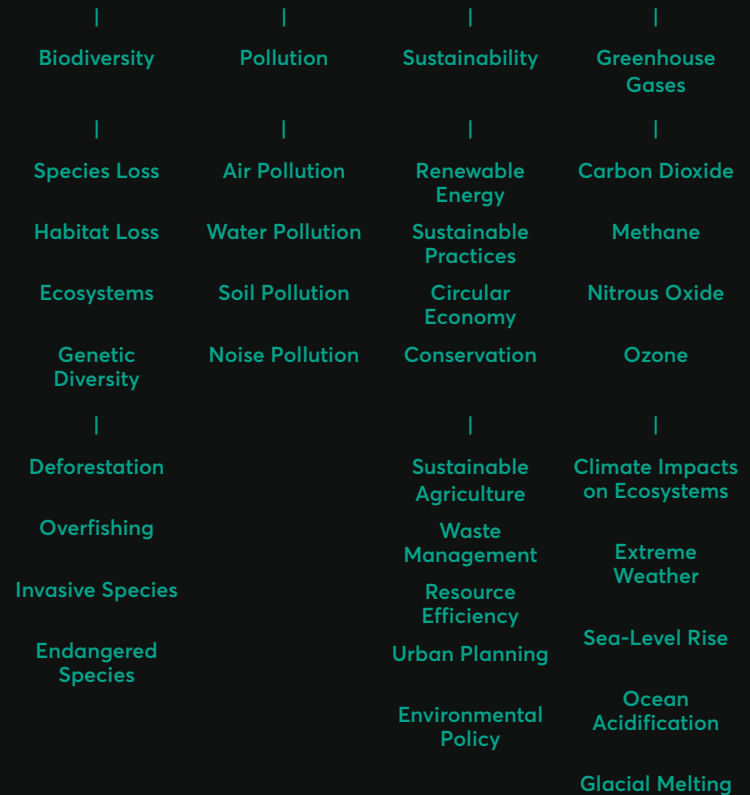 Biodiversity
Pollution
Sustainability
Greenhouse
Gases
Species Loss
Air Pollution
Renewable
Energy
Carbon Dioxide
Habitat Loss
Water Pollution
Sustainable
Practices
Methane
Ecosystems
Soil Pollution
Circular
Economy
Nitrous Oxide
Genetic
Diversity
Noise Pollution
Conservation
Ozone
Deforestation
Sustainable
Agriculture
Climate Impacts
on Ecosystems
Overfishing
Waste
Management
Extreme
Weather
Invasive Species
Resource
Efficiency
Sea-Level Rise
Endangered
Species
Urban Planning
Ocean
Acidification
Environmental
Policy
Glacial Melting